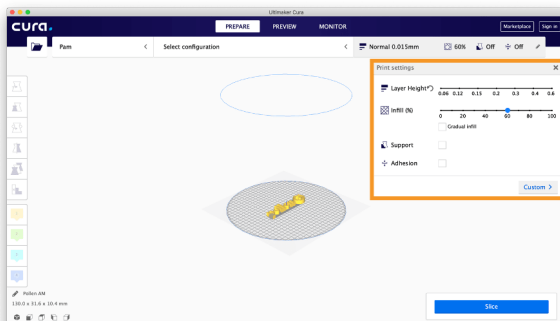 Ultimaker Cura
cura.
PREPARE PREVIEW MONITOR
Marketplace Sign in
Pam < Select configuration < Normal 0.015mm 60% Off Off
Print settings ×
Layer Height
0.06 0.12 0.15 0.2 0.3 0.4 0.6
Infill (%)
0 20 40 60 80 100
Gradual infill
Support
Adhesion
Custom >
Pollen AM
130.0 x 31.6 x 10.4 mm
Slice